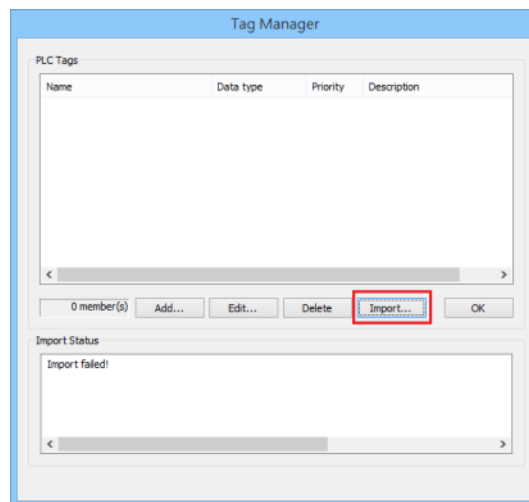 Tag Manager
PLC Tags
Name Data type Priority Description
0 member(s) Add... Edit... Delete Import... OK
Import Status
Import failed!